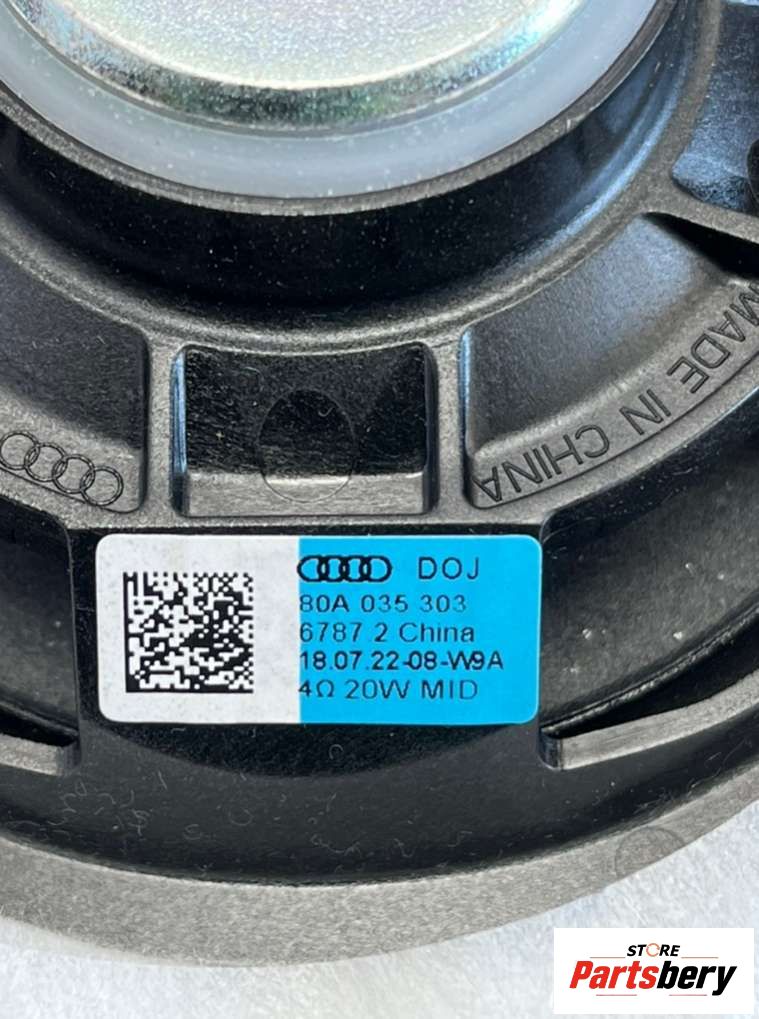 MADE IN CHINA
DOJ
80A 035 303
6787.2 China
18.07.22-08-W9A
4Ω 20W MID
STORE
Partsbery